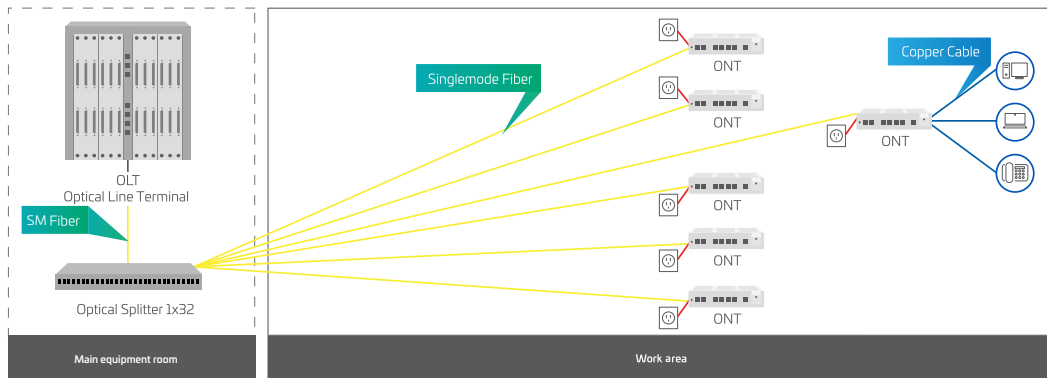 OLT
Optical Line Terminal
SM Fiber
Optical Splitter 1x32
Main equipment room
Singlemode Fiber
ONT
ONT
Copper Cable
ONT
ONT
ONT
ONT
Work area